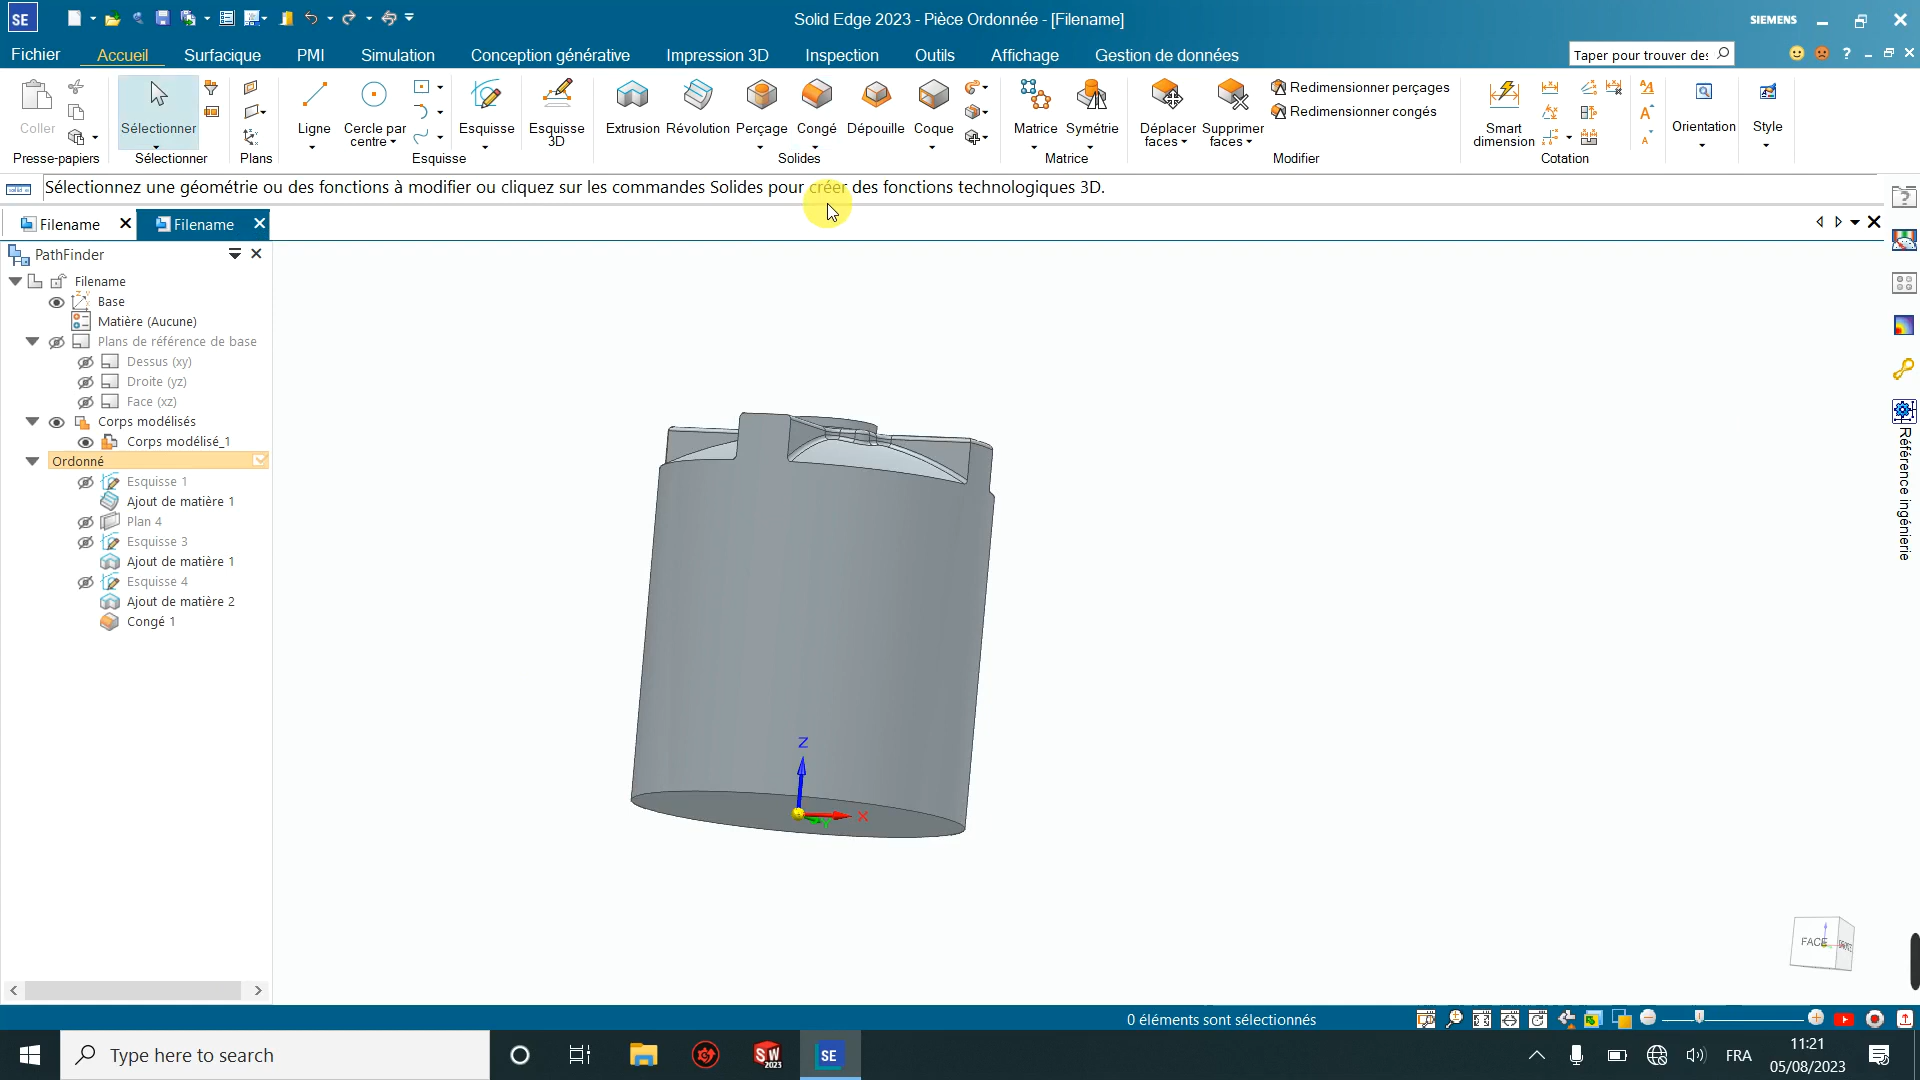 SE
Solid Edge 2023 - Pièce Ordonnée - [Filename]
SIEMENS
Fichier
Accueil
Surfacique
PMI
Simulation
Conception générative
Impression 3D
Inspection
Outils
Affichage
Gestion de données
Taper pour trouver des
Coller
Sélectionner
Ligne
Cercle par
centre
Esquisse
Esquisse
3D
Extrusion
Révolution
Perçage
Congé
Dépouille
Coque
Matrice
Symétrie
Déplacer
faces
Supprimer
faces
Redimensionner perçages
Redimensionner congés
Smart
dimension
Orientation
Style
Presse-papiers
Sélectionner
Plans
Esquisse
Solides
Matrice
Modifier
Cotation
Sélectionnez une géométrie ou des fonctions à modifier ou cliquez sur les commandes Solides pour créer des fonctions technologiques 3D.
Filename
Filename
PathFinder
Filename
Base
Matière (Aucune)
Plans de référence de base
Dessus (xy)
Droite (yz)
Face (xz)
Corps modélisés
Corps modélisé_1
Ordonné
Esquisse 1
Ajout de matière 1
Plan 4
Esquisse 3
Ajout de matière 1
Esquisse 4
Ajout de matière 2
Congé 1
Z
X
Référence ingénierie
FACE
0 éléments sont sélectionnés
Type here to search
SW
2023
SE
FRA
11:21
05/08/2023